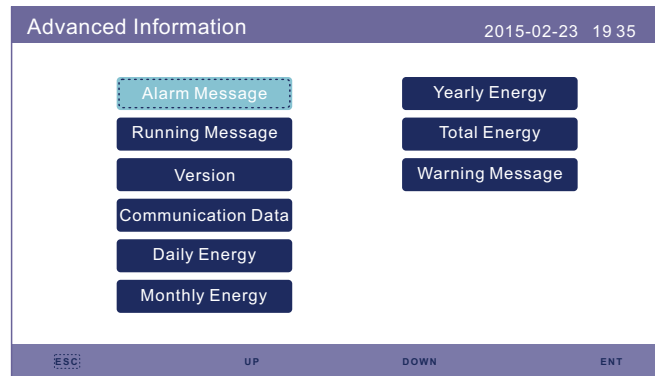 Advanced Information
2015-02-23 19 35
Alarm Message
Running Message
Version
Communication Data
Daily Energy
Monthly Energy
Yearly Energy
Total Energy
Warning Message
ESC UP DOWN ENT